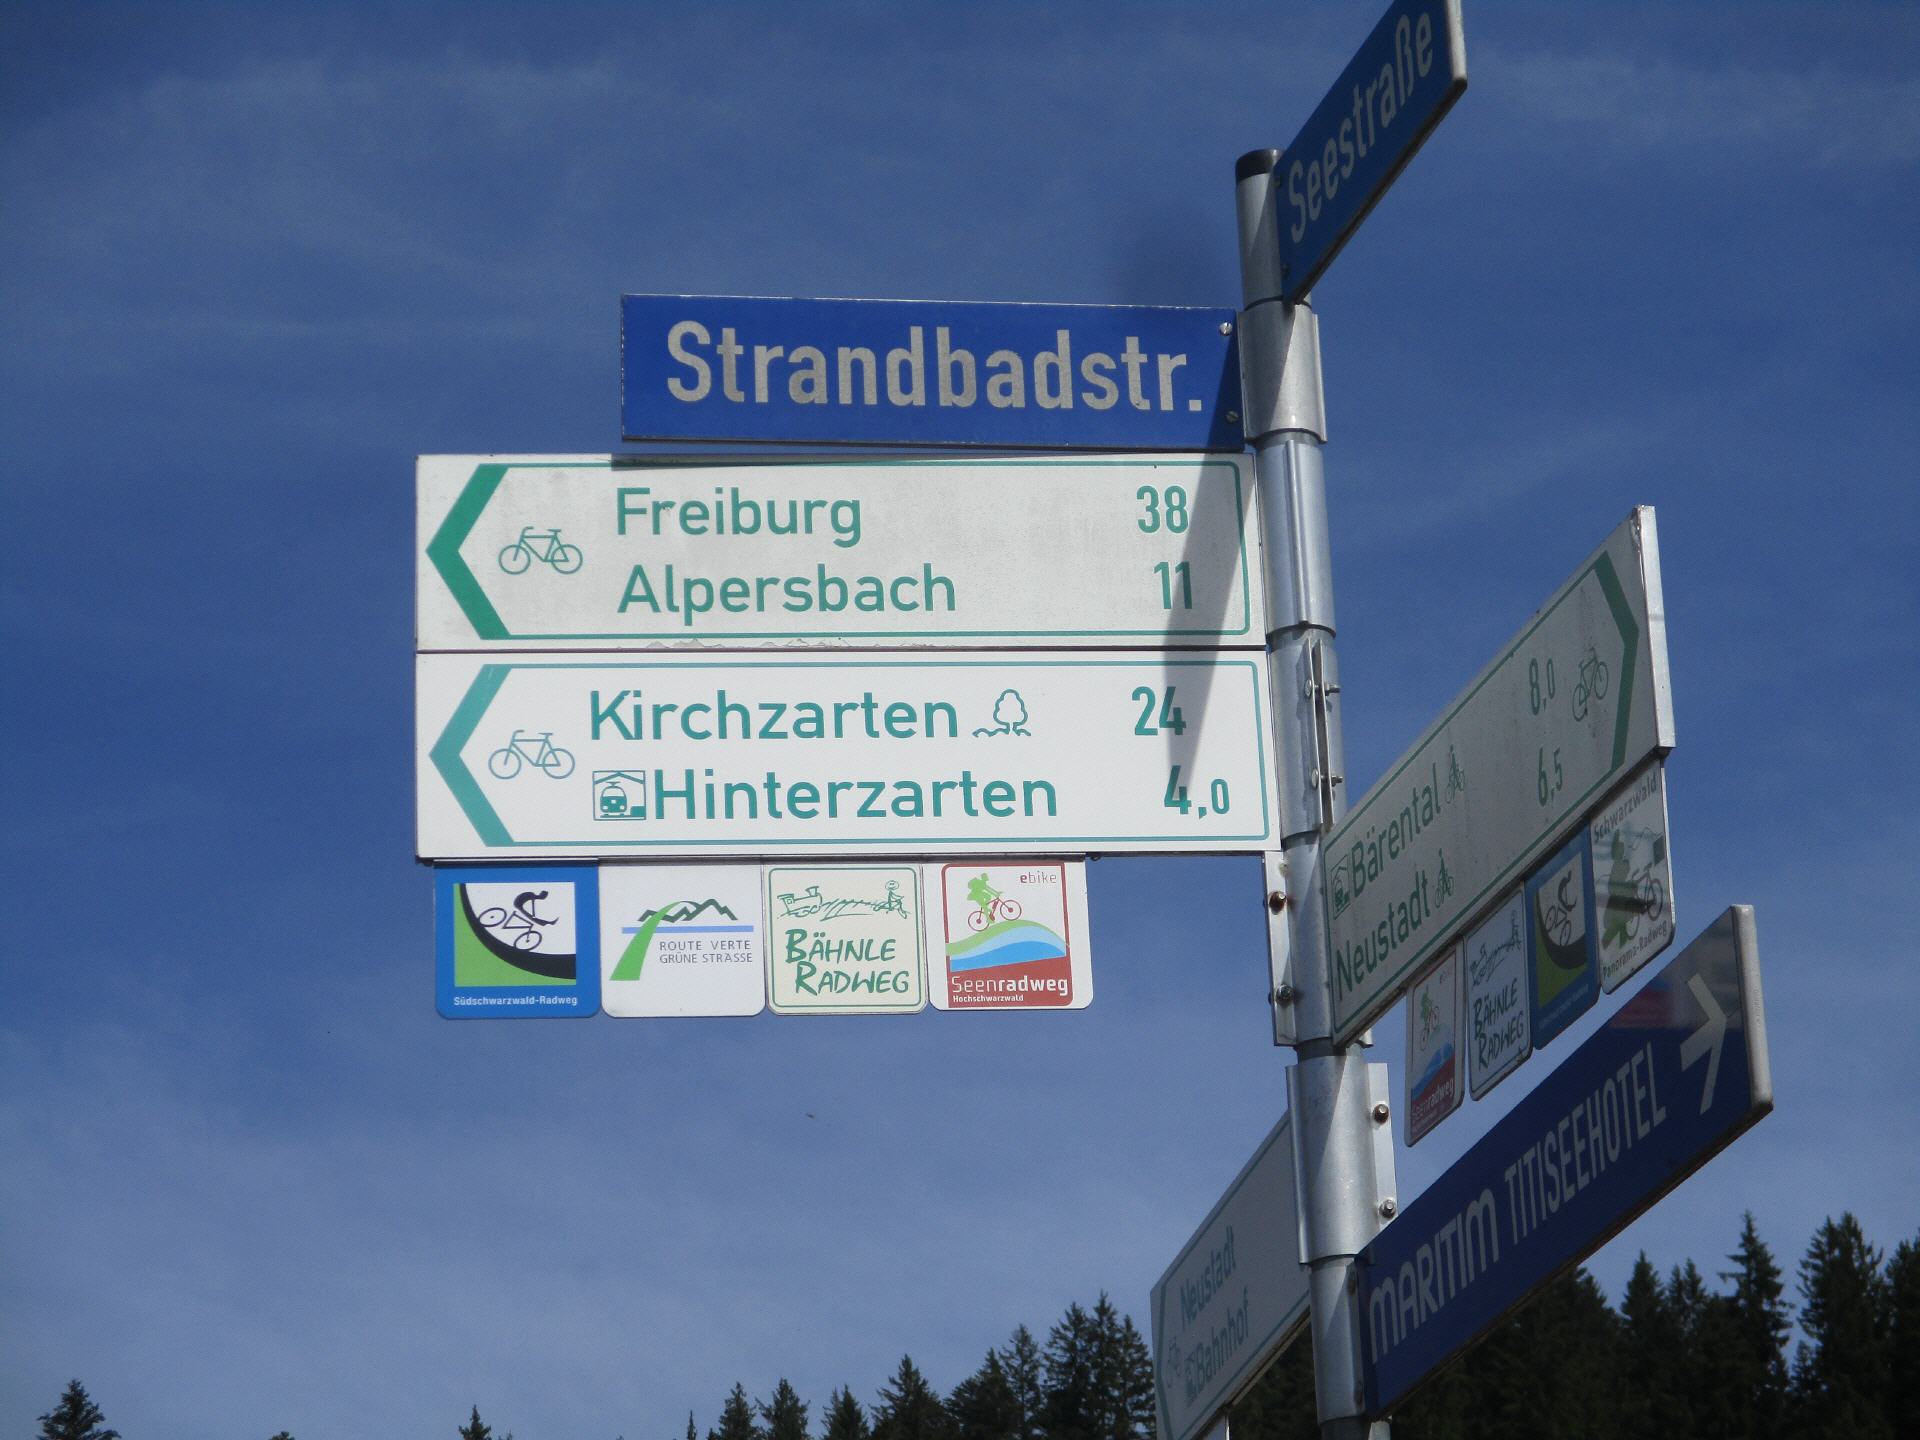 Seestraße
Strandbadstr.
Freiburg 38
Alpersbach 11
Kirchzarten 24
Hinterzarten 4,0
Südschwarzwald-Radweg
ROUTE VERTE
GRÜNE STRASSE
BÄHNLE
RADWEG
ebike
Seenradweg
Hochschwarzwald
Bärental 8,0
Neustadt 6,5
Seenradweg
BÄHNLE
RADWEG
Schwarzwald
Panorama-Radweg
MARITIM TITISEEHOTEL
Neustadt
Bahnhof